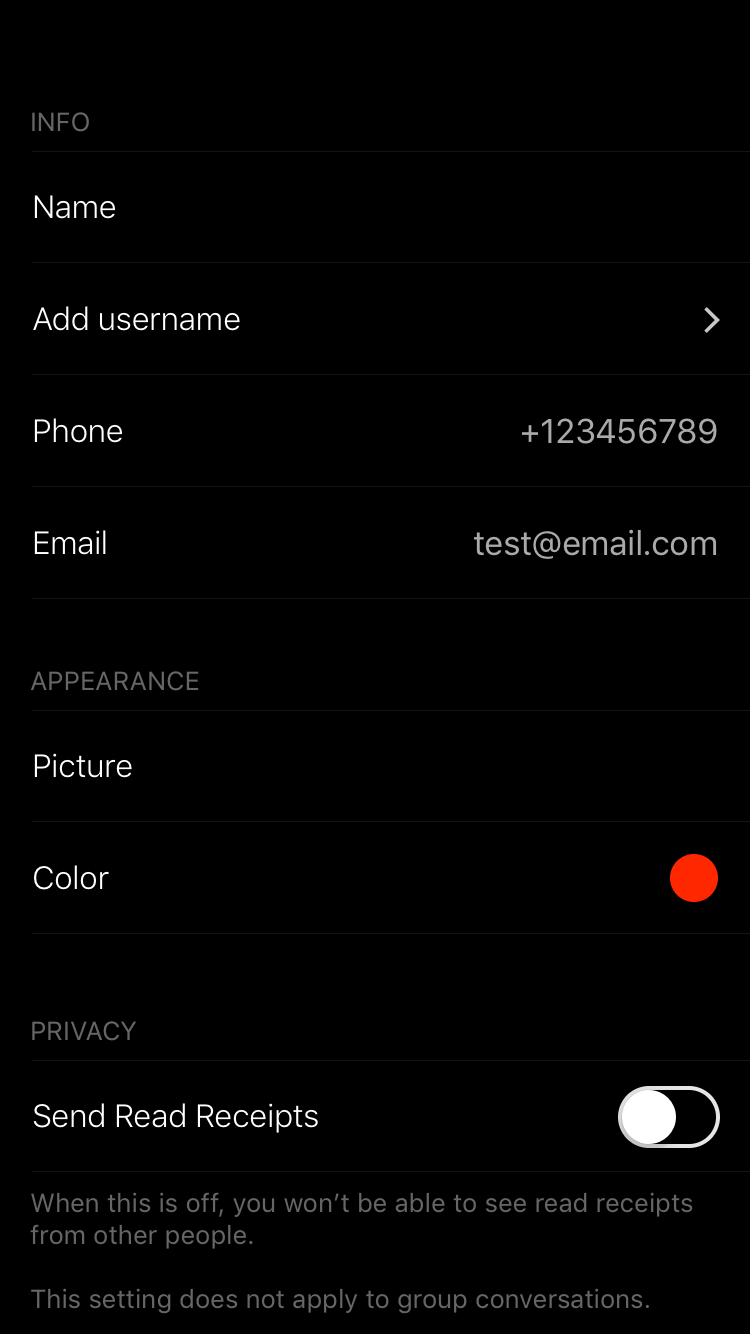 INFO
Name
Add username
Phone +123456789
Email test@email.com
APPEARANCE
Picture
Color
PRIVACY
Send Read Receipts
When this is off, you won’t be able to see read receipts
from other people.
This setting does not apply to group conversations.